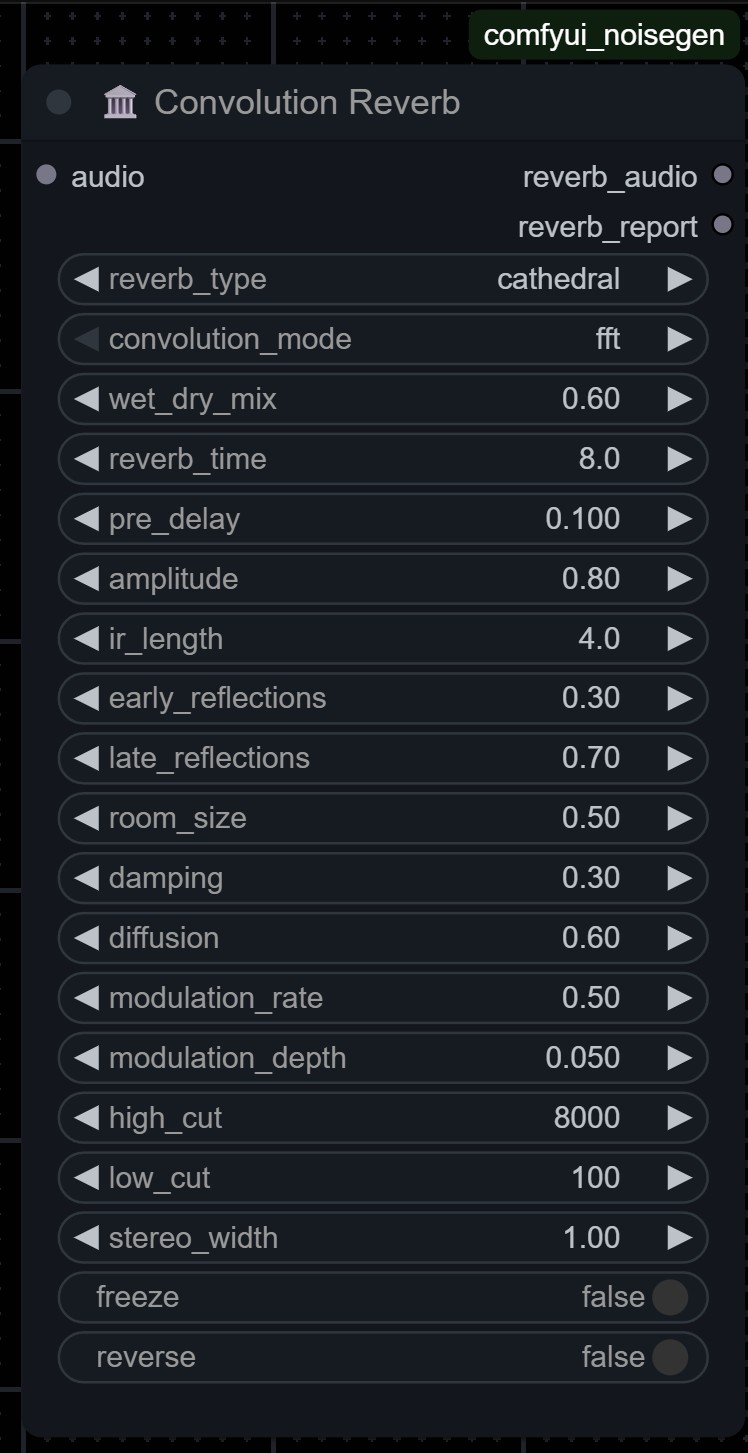 comfyui_noisegen
Convolution Reverb
audio reverb_audio
reverb_report
reverb_type cathedral
convolution_mode fft
wet_dry_mix 0.60
reverb_time 8.0
pre_delay 0.100
amplitude 0.80
ir_length 4.0
early_reflections 0.30
late_reflections 0.70
room_size 0.50
damping 0.30
diffusion 0.60
modulation_rate 0.50
modulation_depth 0.050
high_cut 8000
low_cut 100
stereo_width 1.00
freeze false
reverse false